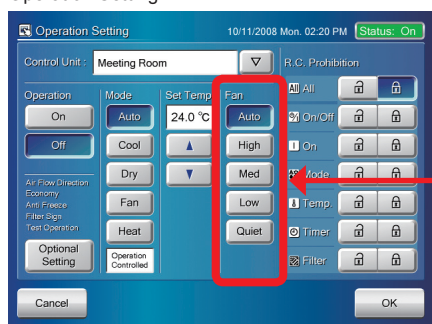 Operation Setting
10/11/2008 Mon. 02:20 PM
Status: On
Control Unit :
Meeting Room
R.C. Prohibition
Operation
On
Off
Air Flow Direction
Economy
Anti Freeze
Filter Sign
Test Operation
Optional
Setting
Mode
Auto
Cool
Dry
Fan
Heat
Operation
Controlled
Set Temp.
24.0 °C
Fan
Auto
High
Med
Low
Quiet
All All
On/Off
On
Mode
Temp.
Timer
Filter
Cancel
OK